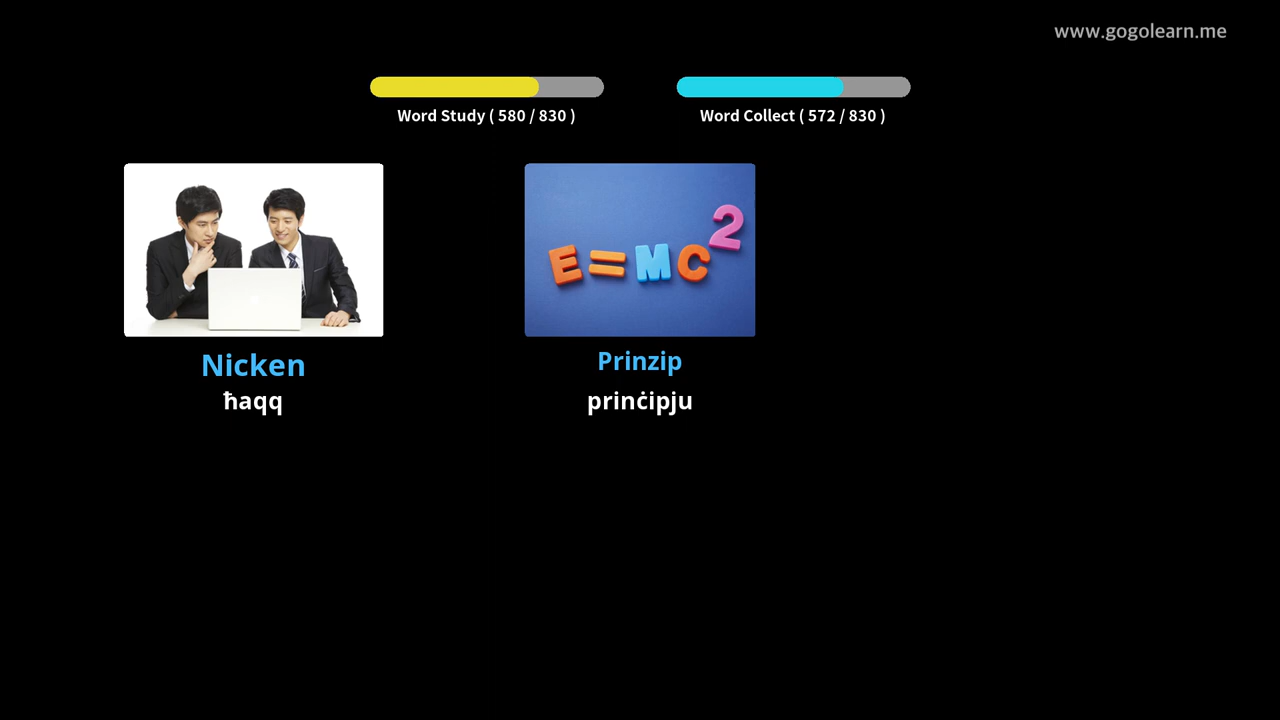 www.gogolearn.me
Word Study ( 580 / 830 )
Word Collect ( 572 / 830 )
E=MC2
Nicken
ħaqq
Prinzip
prinċipju